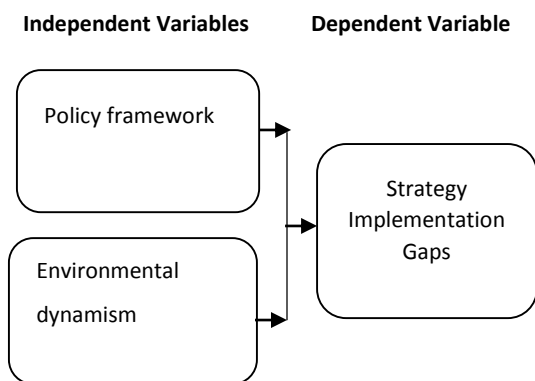 Independent Variables
Dependent Variable
Policy framework
Environmental
dynamism
Strategy
Implementation
Gaps